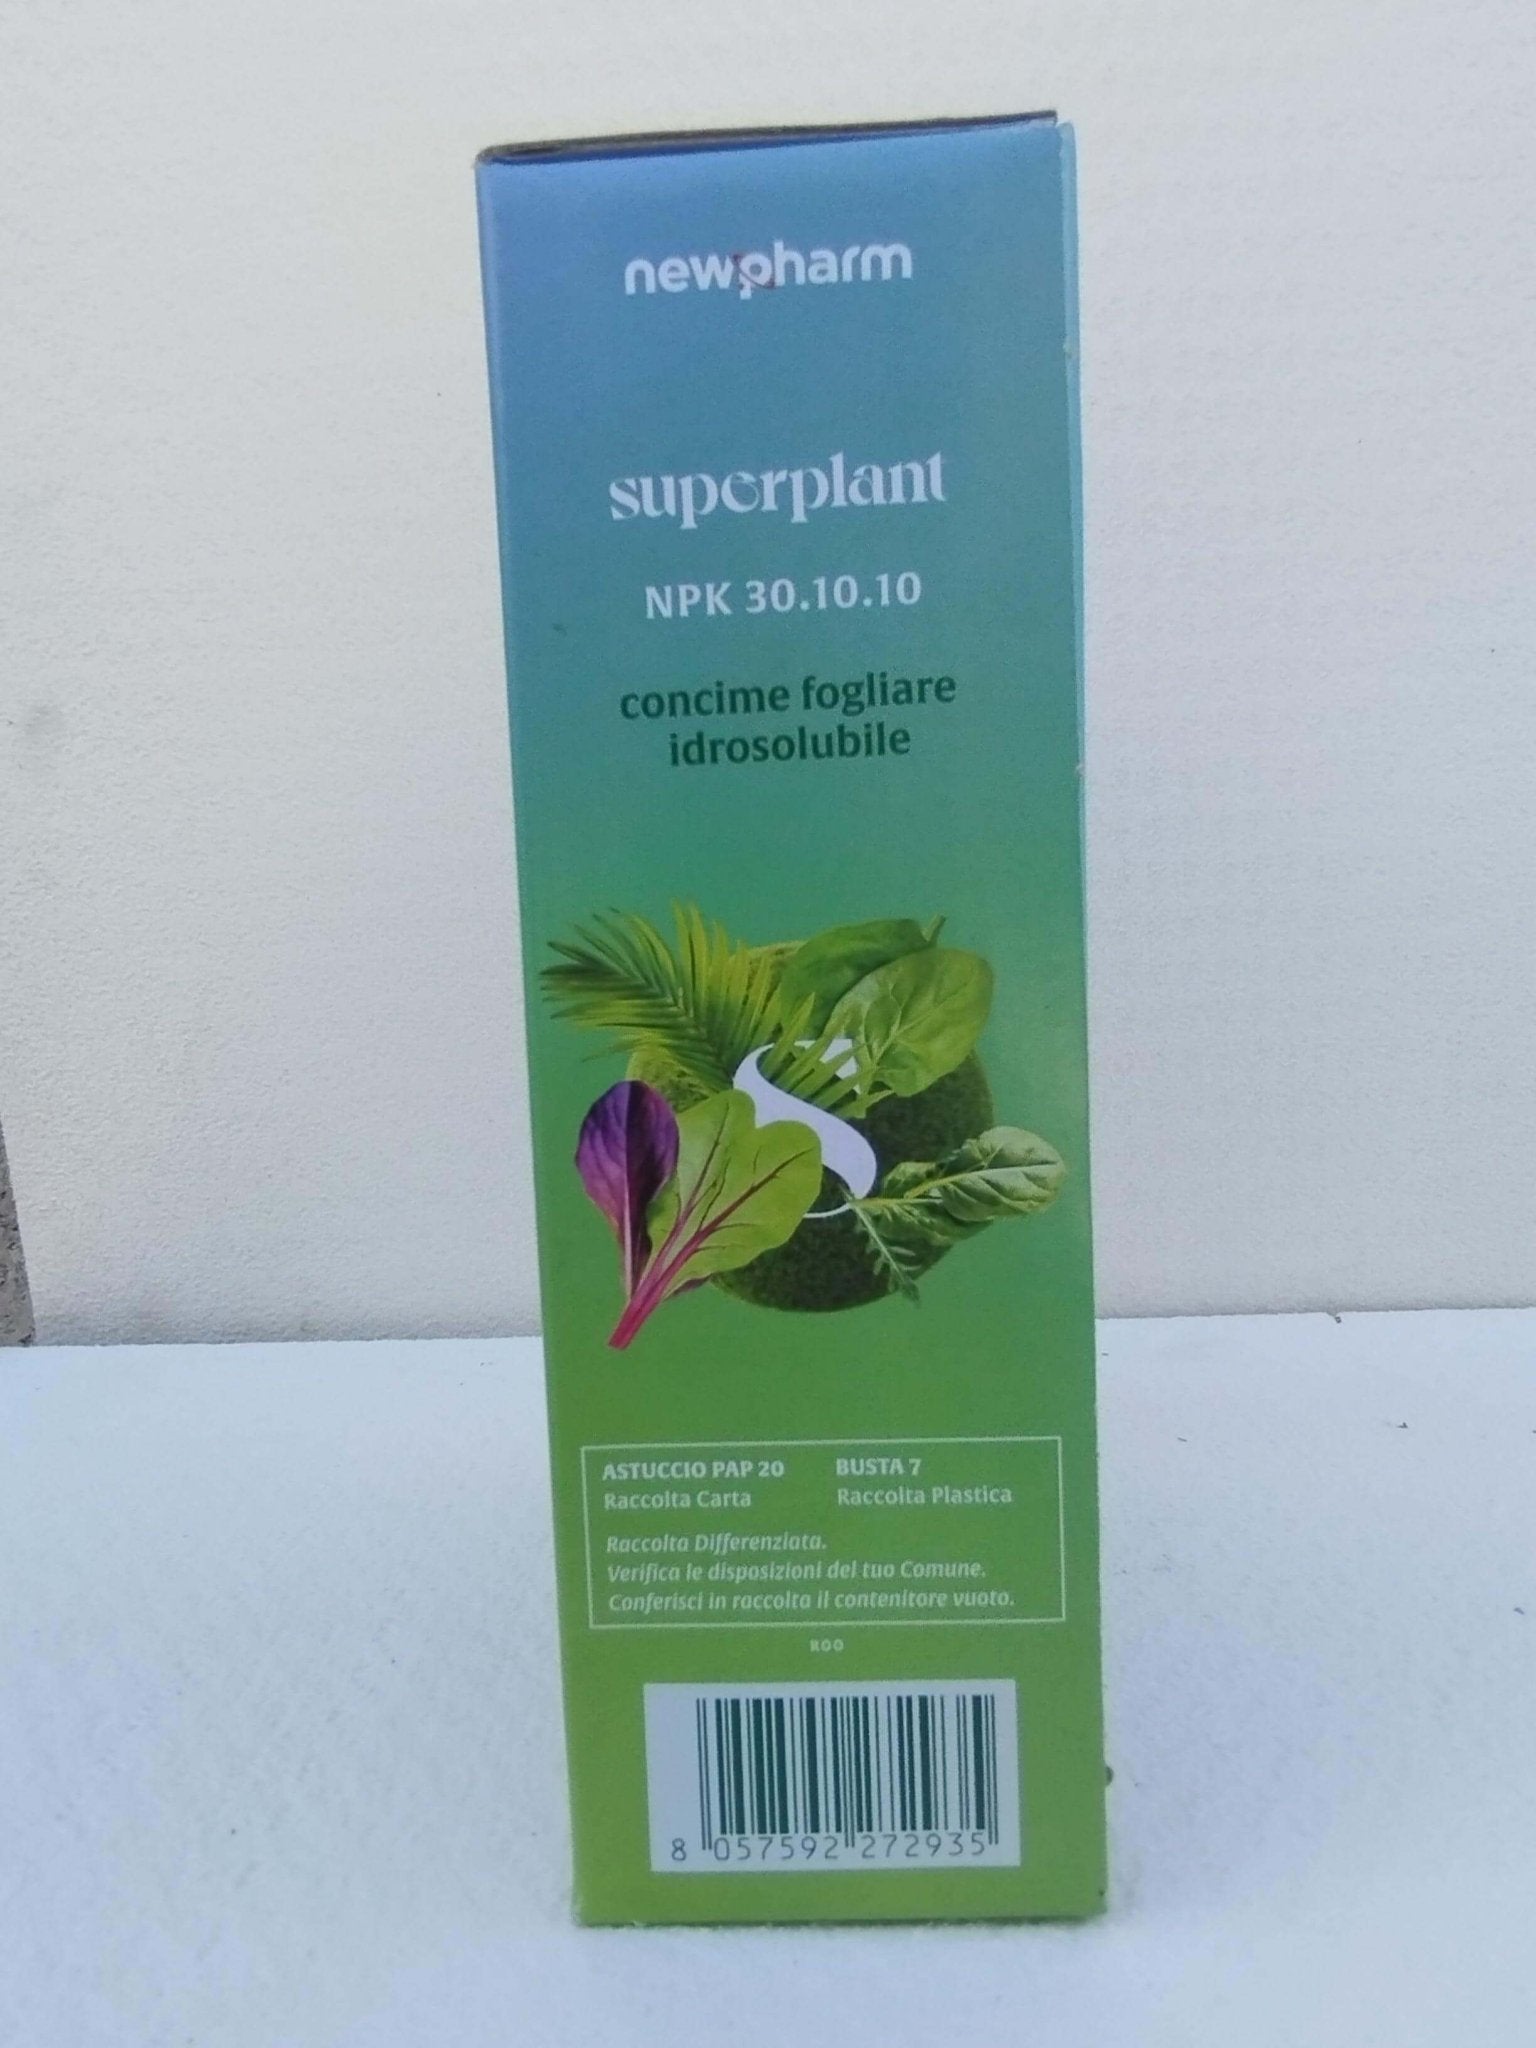 newpharm
superplant
NPK 30.10.10
concime fogliare
idrosolubile
ASTUCCIO PAP 20
Raccolta Carta
BUSTA 7
Raccolta Plastica
Raccolta Differenziata.
Verifica le disposizioni del tuo Comune.
Conferisci in raccolta il contenitore vuoto.
R00
8 057592 272935